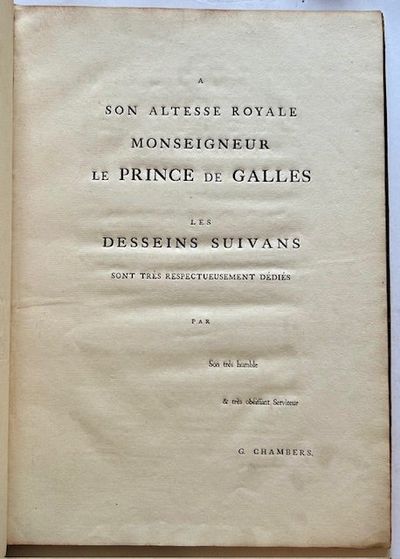 A
SON ALTESSE ROYALE
MONSEIGNEUR
LE PRINCE DE GALLES
LES
DESSEINS SUIVANS
SONT TRÈS RESPECTUEUSEMENT DÉDIÉS
PAR
Son très humble
& très obéissant Serviteur
G. CHAMBERS.